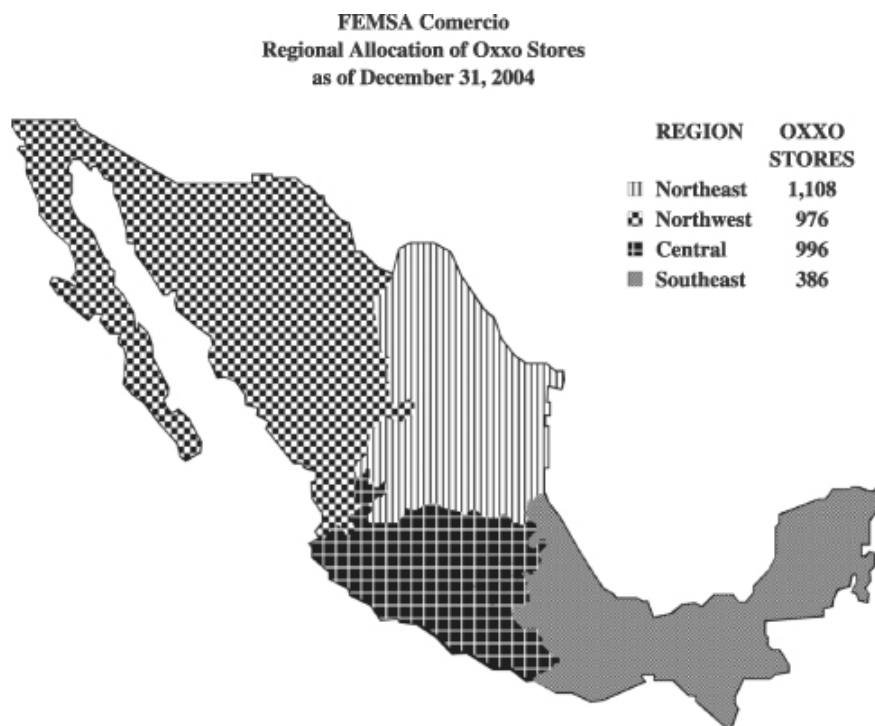 FEMSA Comercio
Regional Allocation of Oxxo Stores
as of December 31, 2004
REGION OXXO
STORES
Northeast 1,108
Northwest 976
Central 996
Southeast 386